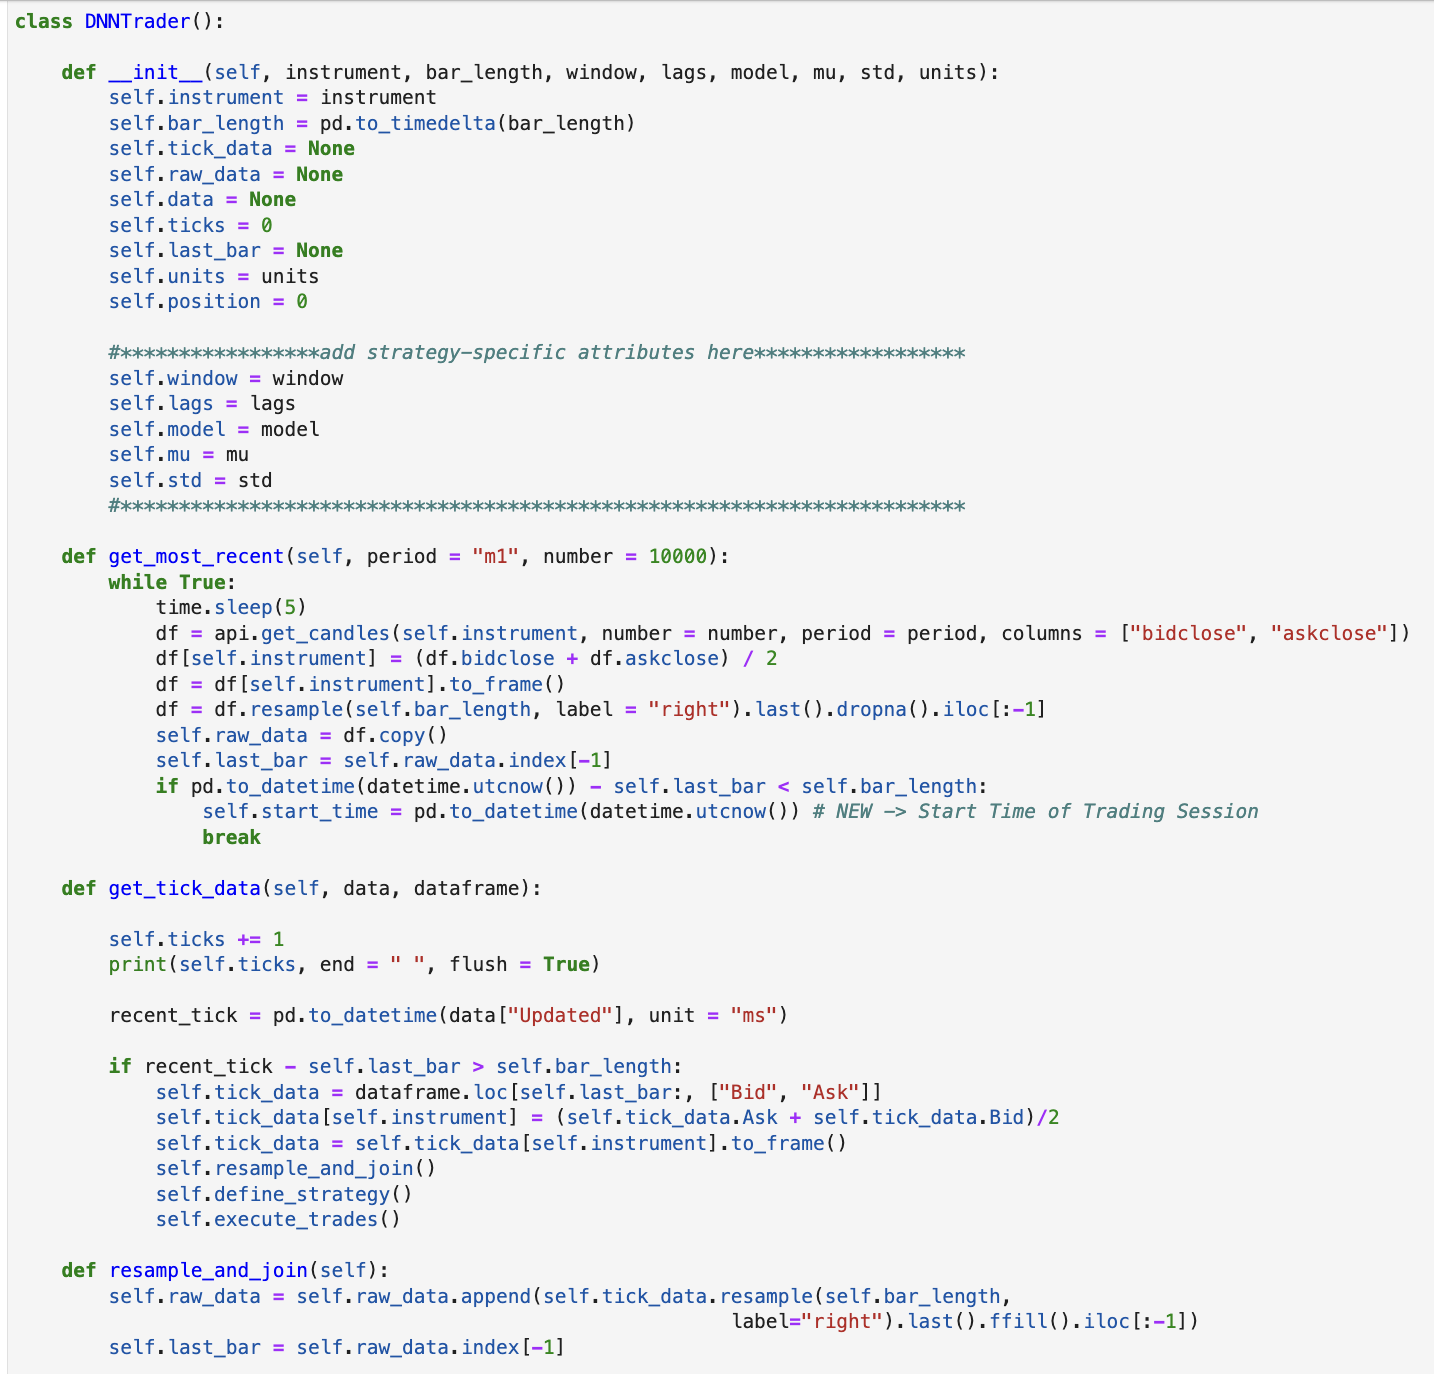 class DNNTrader():
    def __init__(self, instrument, bar_length, window, lags, model, mu, std, units):
        self.instrument = instrument
        self.bar_length = pd.to_timedelta(bar_length)
        self.tick_data = None
        self.raw_data = None
        self.data = None
        self.ticks = 0
        self.last_bar = None
        self.units = units
        self.position = 0
        #*****************add strategy-specific attributes here******************
        self.window = window
        self.lags = lags
        self.model = model
        self.mu = mu
        self.std = std
        #************************************************************************
    def get_most_recent(self, period = "m1", number = 10000):
        while True:
            time.sleep(5)
            df = api.get_candles(self.instrument, number = number, period = period, columns = ["bidclose", "askclose"])
            df[self.instrument] = (df.bidclose + df.askclose) / 2
            df = df[self.instrument].to_frame()
            df = df.resample(self.bar_length, label = "right").last().dropna().iloc[:-1]
            self.raw_data = df.copy()
            self.last_bar = self.raw_data.index[-1]
            if pd.to_datetime(datetime.utcnow()) - self.last_bar < self.bar_length:
                self.start_time = pd.to_datetime(datetime.utcnow()) # NEW -> Start Time of Trading Session
                break
    def get_tick_data(self, data, dataframe):
        self.ticks += 1
        print(self.ticks, end = " ", flush = True)
        recent_tick = pd.to_datetime(data["Updated"], unit = "ms")
        if recent_tick - self.last_bar > self.bar_length:
            self.tick_data = dataframe.loc[self.last_bar:, ["Bid", "Ask"]]
            self.tick_data[self.instrument] = (self.tick_data.Ask + self.tick_data.Bid)/2
            self.tick_data = self.tick_data[self.instrument].to_frame()
            self.resample_and_join()
            self.define_strategy()
            self.execute_trades()
    def resample_and_join(self):
        self.raw_data = self.raw_data.append(self.tick_data.resample(self.bar_length,
                                                             label="right").last().ffill().iloc[:-1])
        self.last_bar = self.raw_data.index[-1]